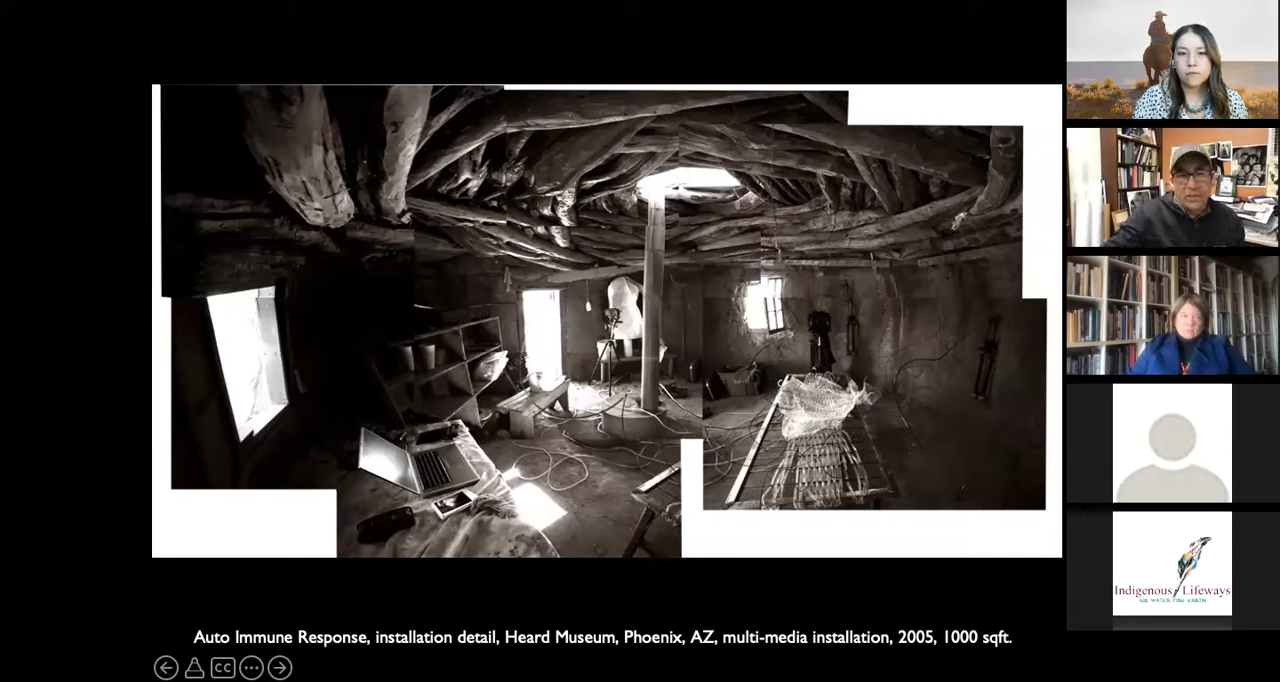 Auto Immune Response, installation detail, Heard Museum, Phoenix, AZ, multi-media installation, 2005, 1000 sqft.
CC
Indigenous Lifeways
AIR WATER FIRE EARTH